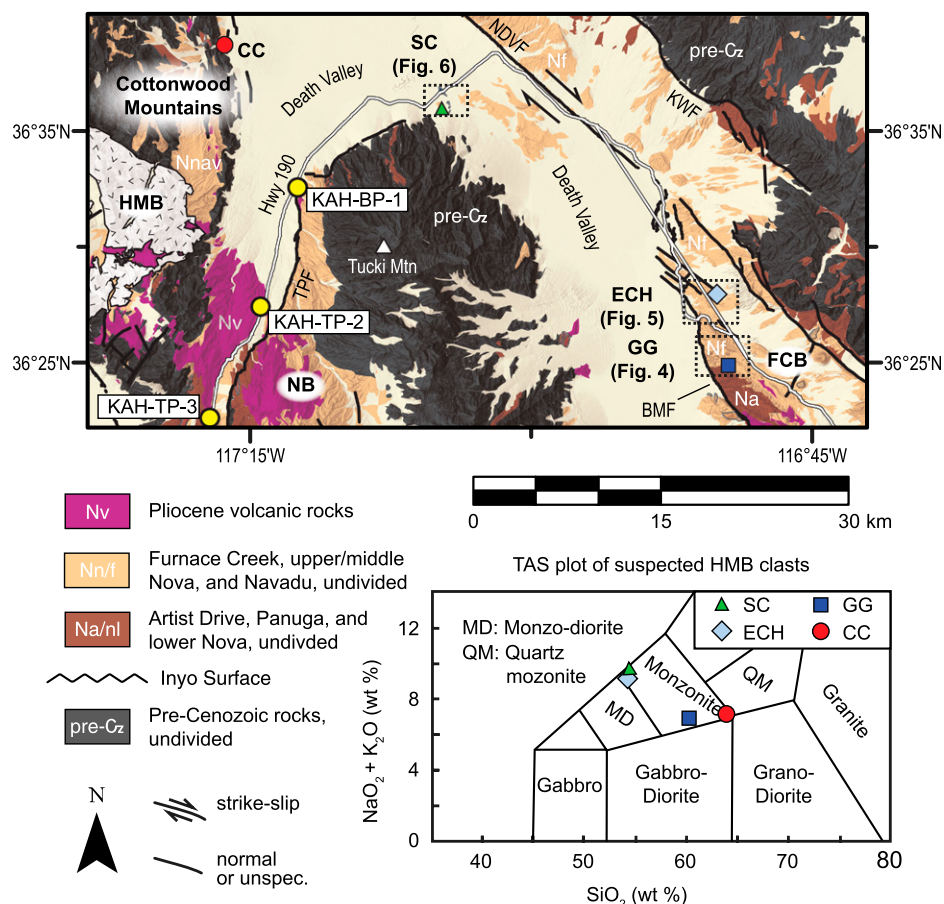 CC
SC
(Fig. 6)
NDVF
Nf
pre-Cz
Cottonwood
Mountains
Death Valley
KWF
36°35'N
36°35'N
Nnav
Hwy 190
HMB
KAH-BP-1
pre-Cz
Death
Valley
Tucki Mtn
Nf
TPF
ECH
(Fig. 5)
Nv
KAH-TP-2
GG
(Fig. 4)
Nf
FCB
36°25'N
36°25'N
NB
Na
BMF
KAH-TP-3
117°15'W
116°45'W
0
15
30 km
Nv
Pliocene volcanic rocks
Nn/f
Furnace Creek, upper/middle
Nova, and Navadu, undivided
Na/nl
Artist Drive, Panuga, and
lower Nova, undivded
Inyo Surface
pre-Cz
Pre-Cenozoic rocks,
undivided
N
strike-slip
normal
or unspec.
TAS plot of suspected HMB clasts
MD: Monzo-diorite
QM: Quartz
mozonite
SC
GG
ECH
CC
NaO2 + K2O (wt %)
12
8
4
0
MD
Monzonite
QM
Granite
Gabbro
Gabbro-
Diorite
Grano-
Diorite
40
50
60
70
80
SiO2 (wt %)